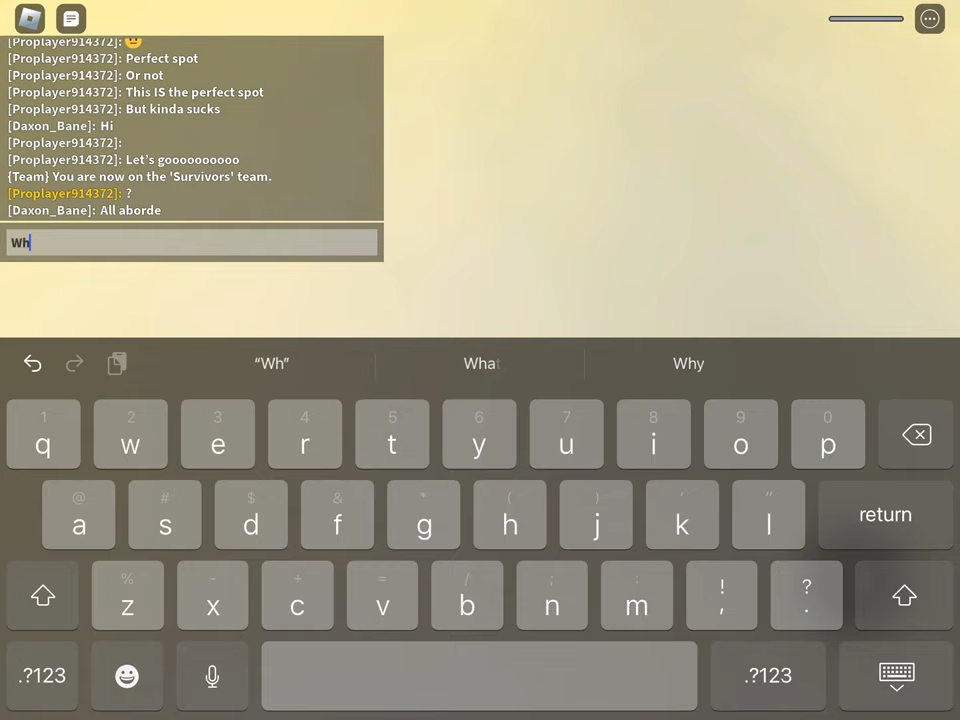 [Proplayer914372]: 😐
[Proplayer914372]: Perfect spot
[Proplayer914372]: Or not
[Proplayer914372]: This IS the perfect spot
[Proplayer914372]: But kinda sucks
[Daxon_Bane]: Hi
[Proplayer914372]:
[Proplayer914372]: Let's goooooooooo
{Team} You are now on the 'Survivors' team.
[Proplayer914372]: ?
[Daxon_Bane]: All aborde
Wh
“Wh” What Why
1 2 3 4 5 6 7 8 9 0
q w e r t y u i o p
@ # $ & * ( ) ' "
a s d f g h j k l return
% - + = / ; : ! ?
z x c v b n m , .
.?123 .?123